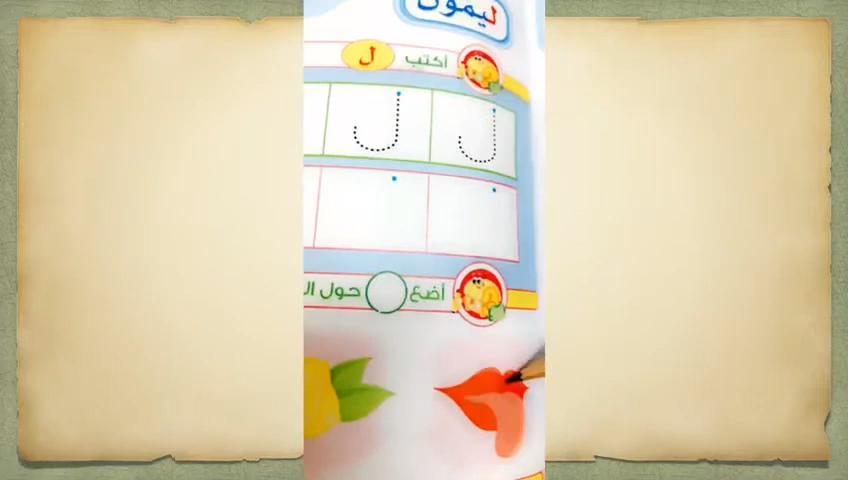 ليمون
أكتب ل
ل ل
أضع حول